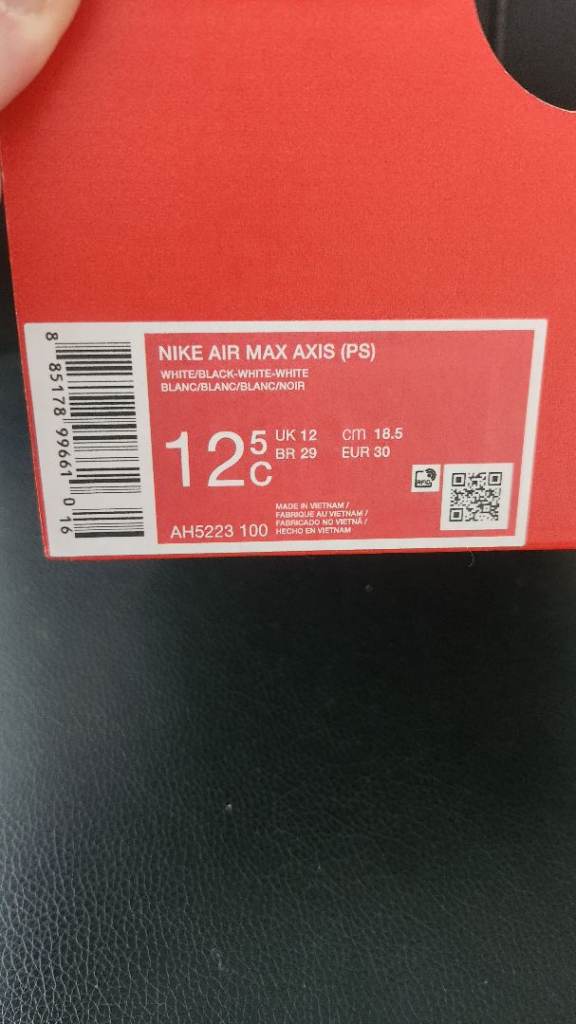 NIKE AIR MAX AXIS (PS)
WHITE/BLACK-WHITE-WHITE
BLANC/BLANC/BLANC/NOIR
12 5 C
UK 12 cm 18.5
BR 29 EUR 30
AH5223 100
MADE IN VIETNAM /
FABRIQUE AU VIETNAM /
FABRICADO NO VIETNÃ /
HECHO EN VIETNAM
RFID
8 85178 99661 0 16